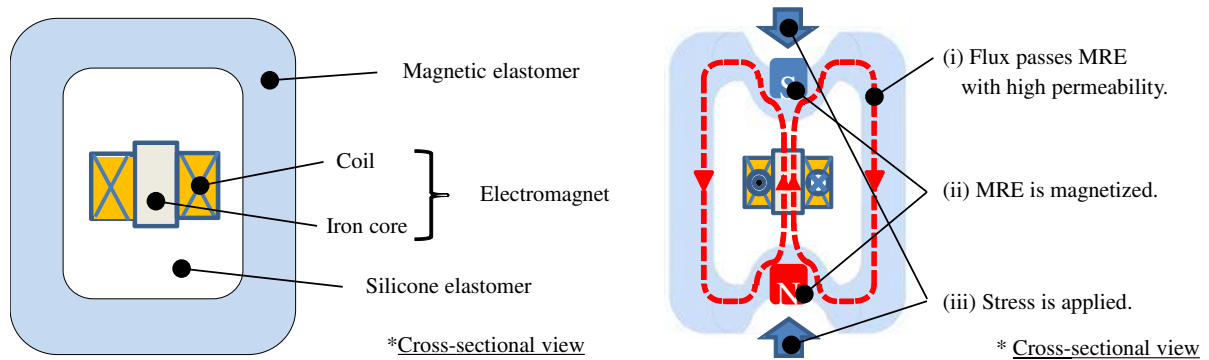 Magnetic elastomer
Coil
Electromagnet
Iron core
Silicone elastomer
*Cross-sectional view
S
(i) Flux passes MRE
with high permeability.
(ii) MRE is magnetized.
N
(iii) Stress is applied.
* Cross-sectional view